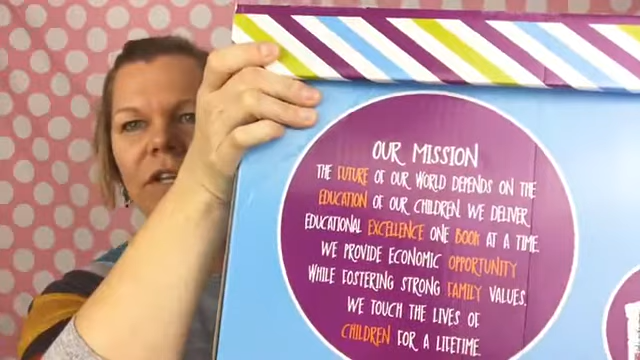 OUR MISSION
THE FUTURE OF OUR WORLD DEPENDS ON THE
EDUCATION OF OUR CHILDREN. WE DELIVER
EDUCATIONAL EXCELLENCE ONE BOOK AT A TIME.
WE PROVIDE ECONOMIC OPPORTUNITY
WHILE FOSTERING STRONG FAMILY VALUES.
WE TOUCH THE LIVES OF
CHILDREN FOR A LIFETIME.